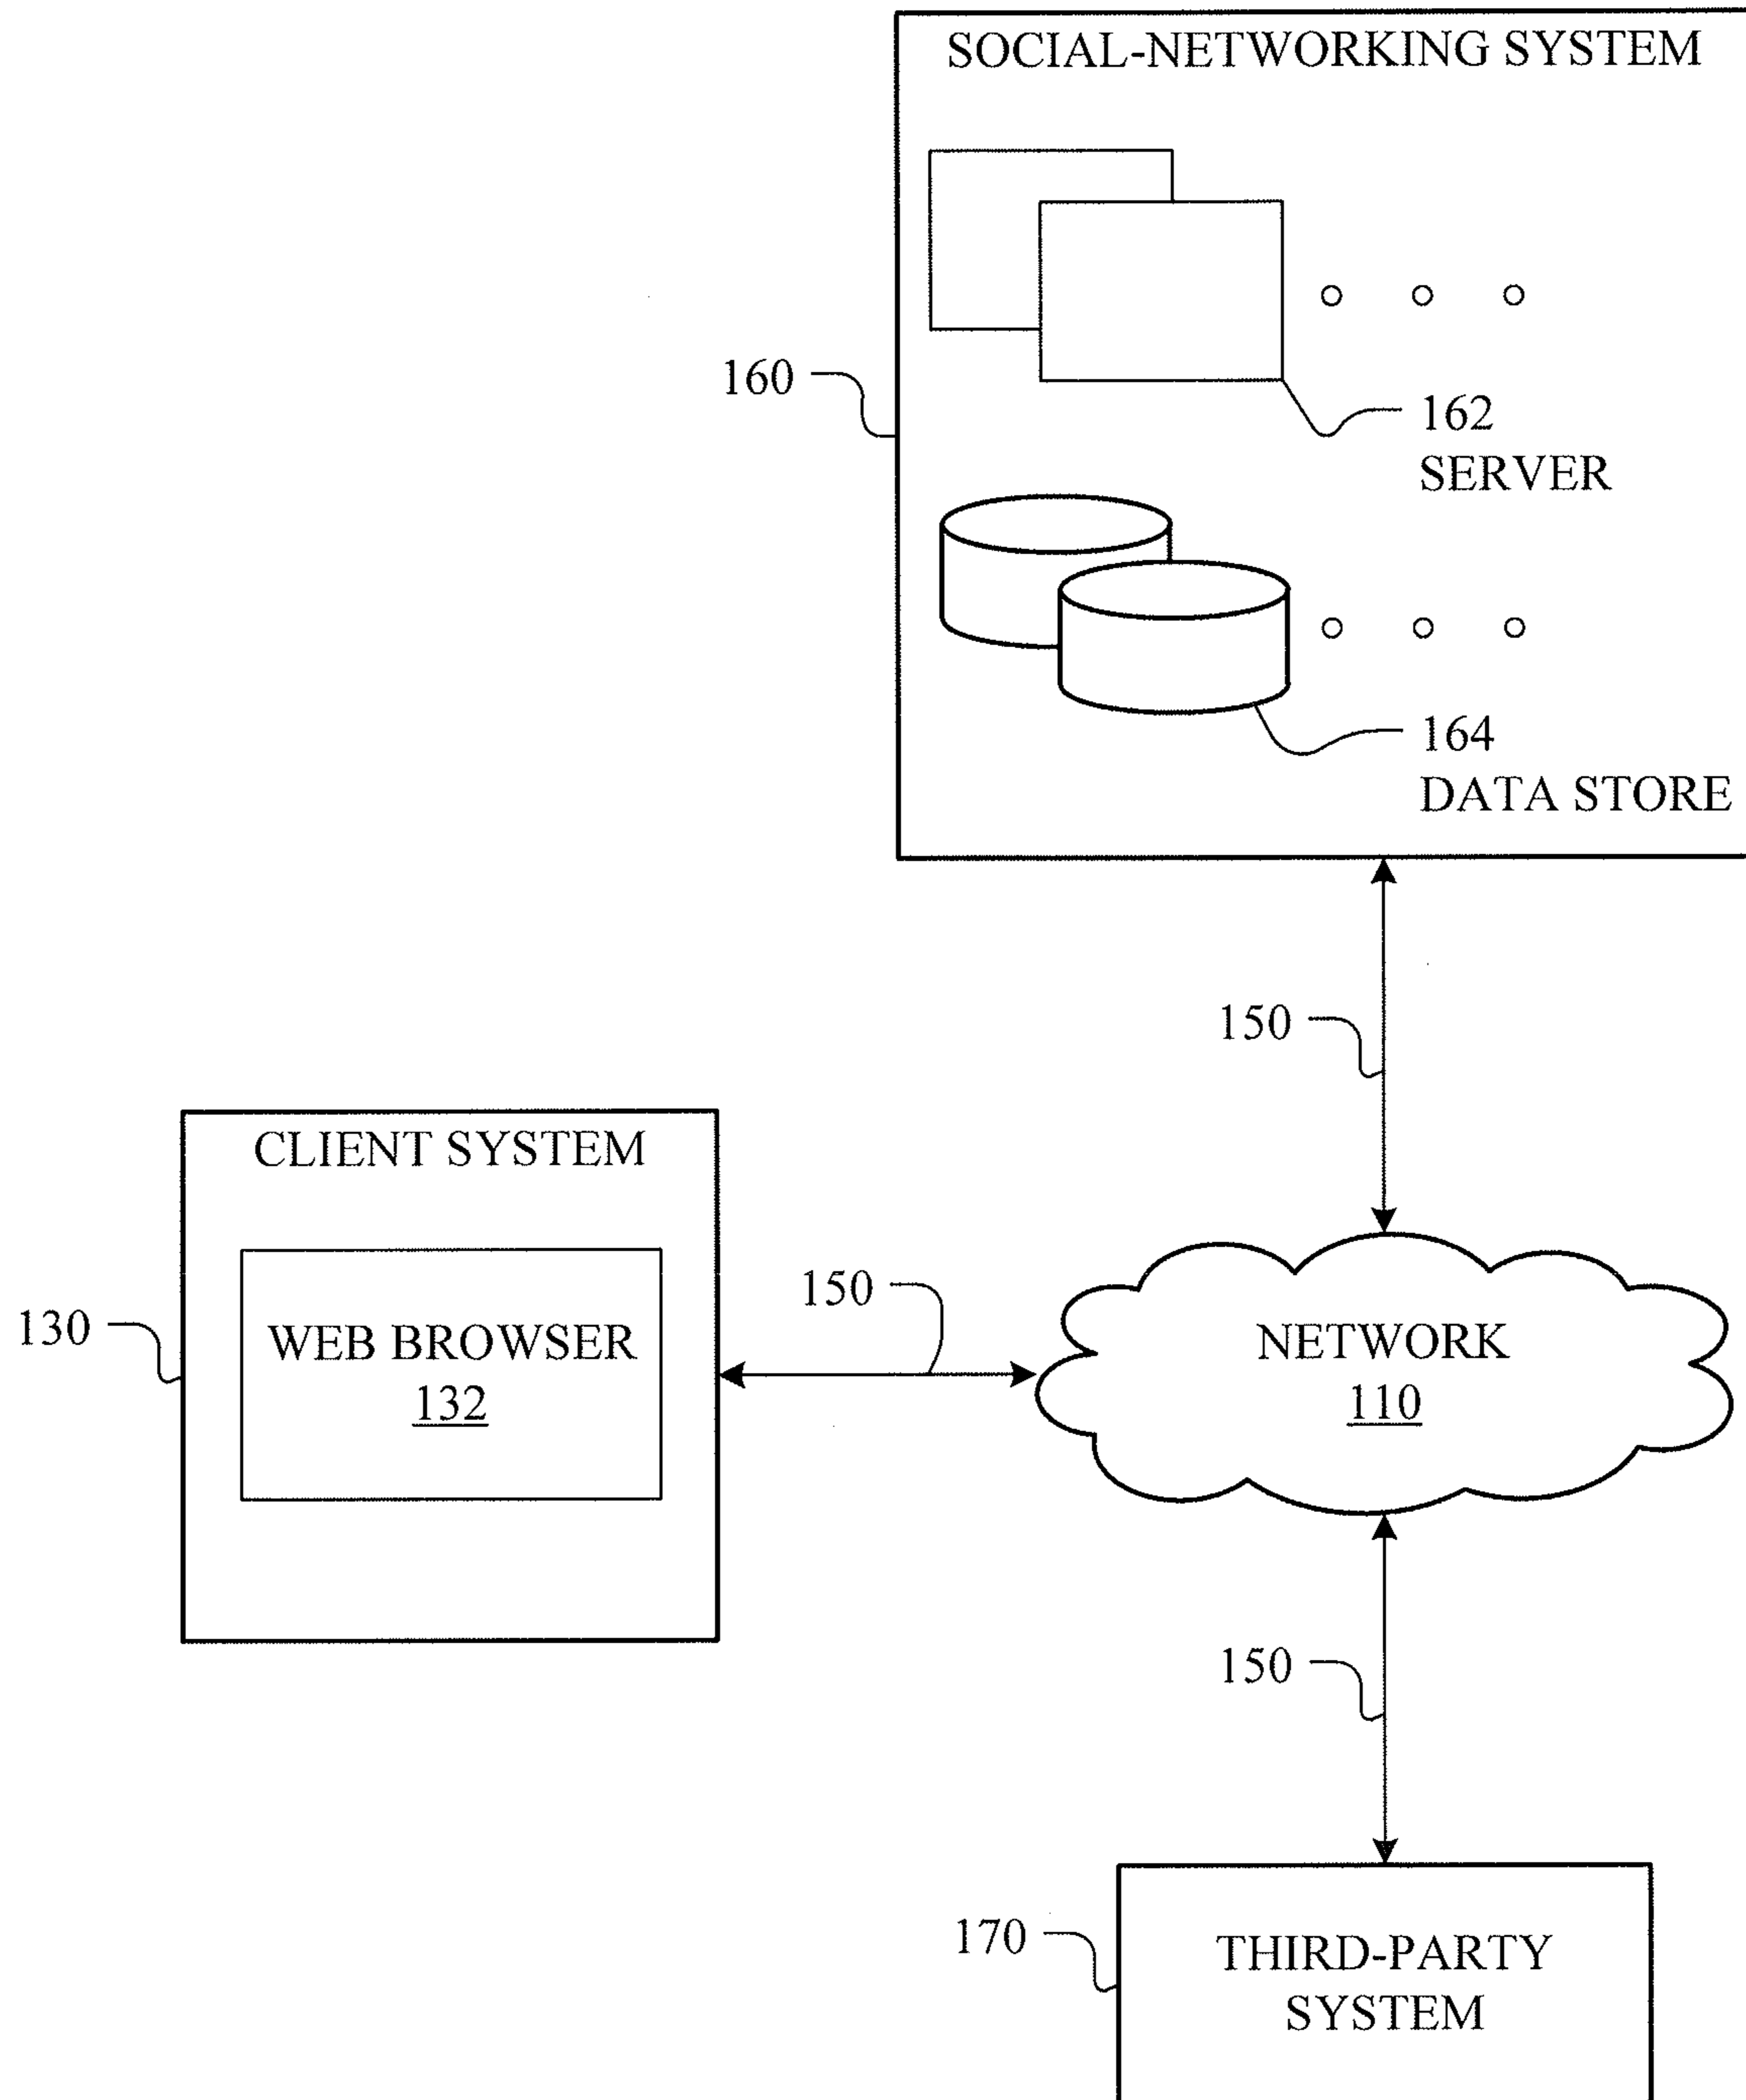 SOCIAL-NETWORKING SYSTEM
160
162
SERVER
164
DATA STORE
150
CLIENT SYSTEM
130
WEB BROWSER
132
150
NETWORK
110
150
170
THIRD-PARTY
SYSTEM